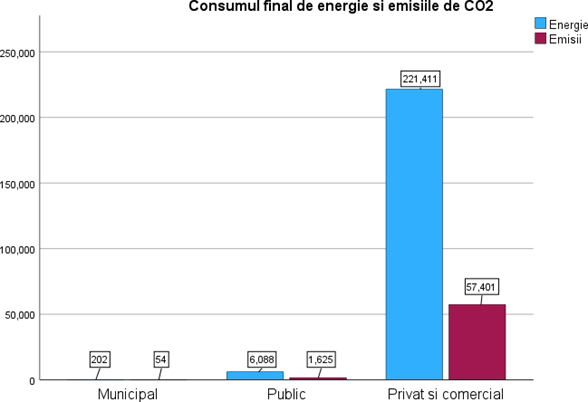 Consumul final de energie si emisiile de CO2
Energie
Emisii
250,000
200,000
150,000
100,000
50,000
0
202
54
6,088
1,625
221,411
57,401
Municipal
Public
Privat si comercial